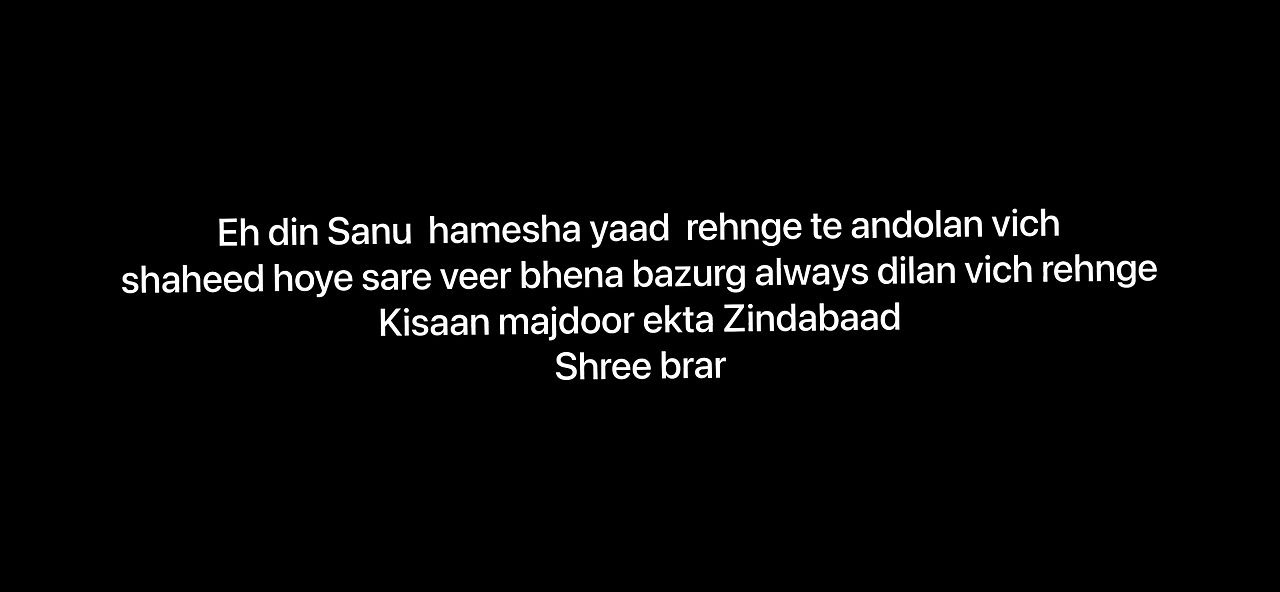 Eh din Sanu  hamesha yaad  rehnge te andolan vich
shaheed hoye sare veer bhena bazurg always dilan vich rehnge
Kisaan majdoor ekta Zindabaad
Shree brar